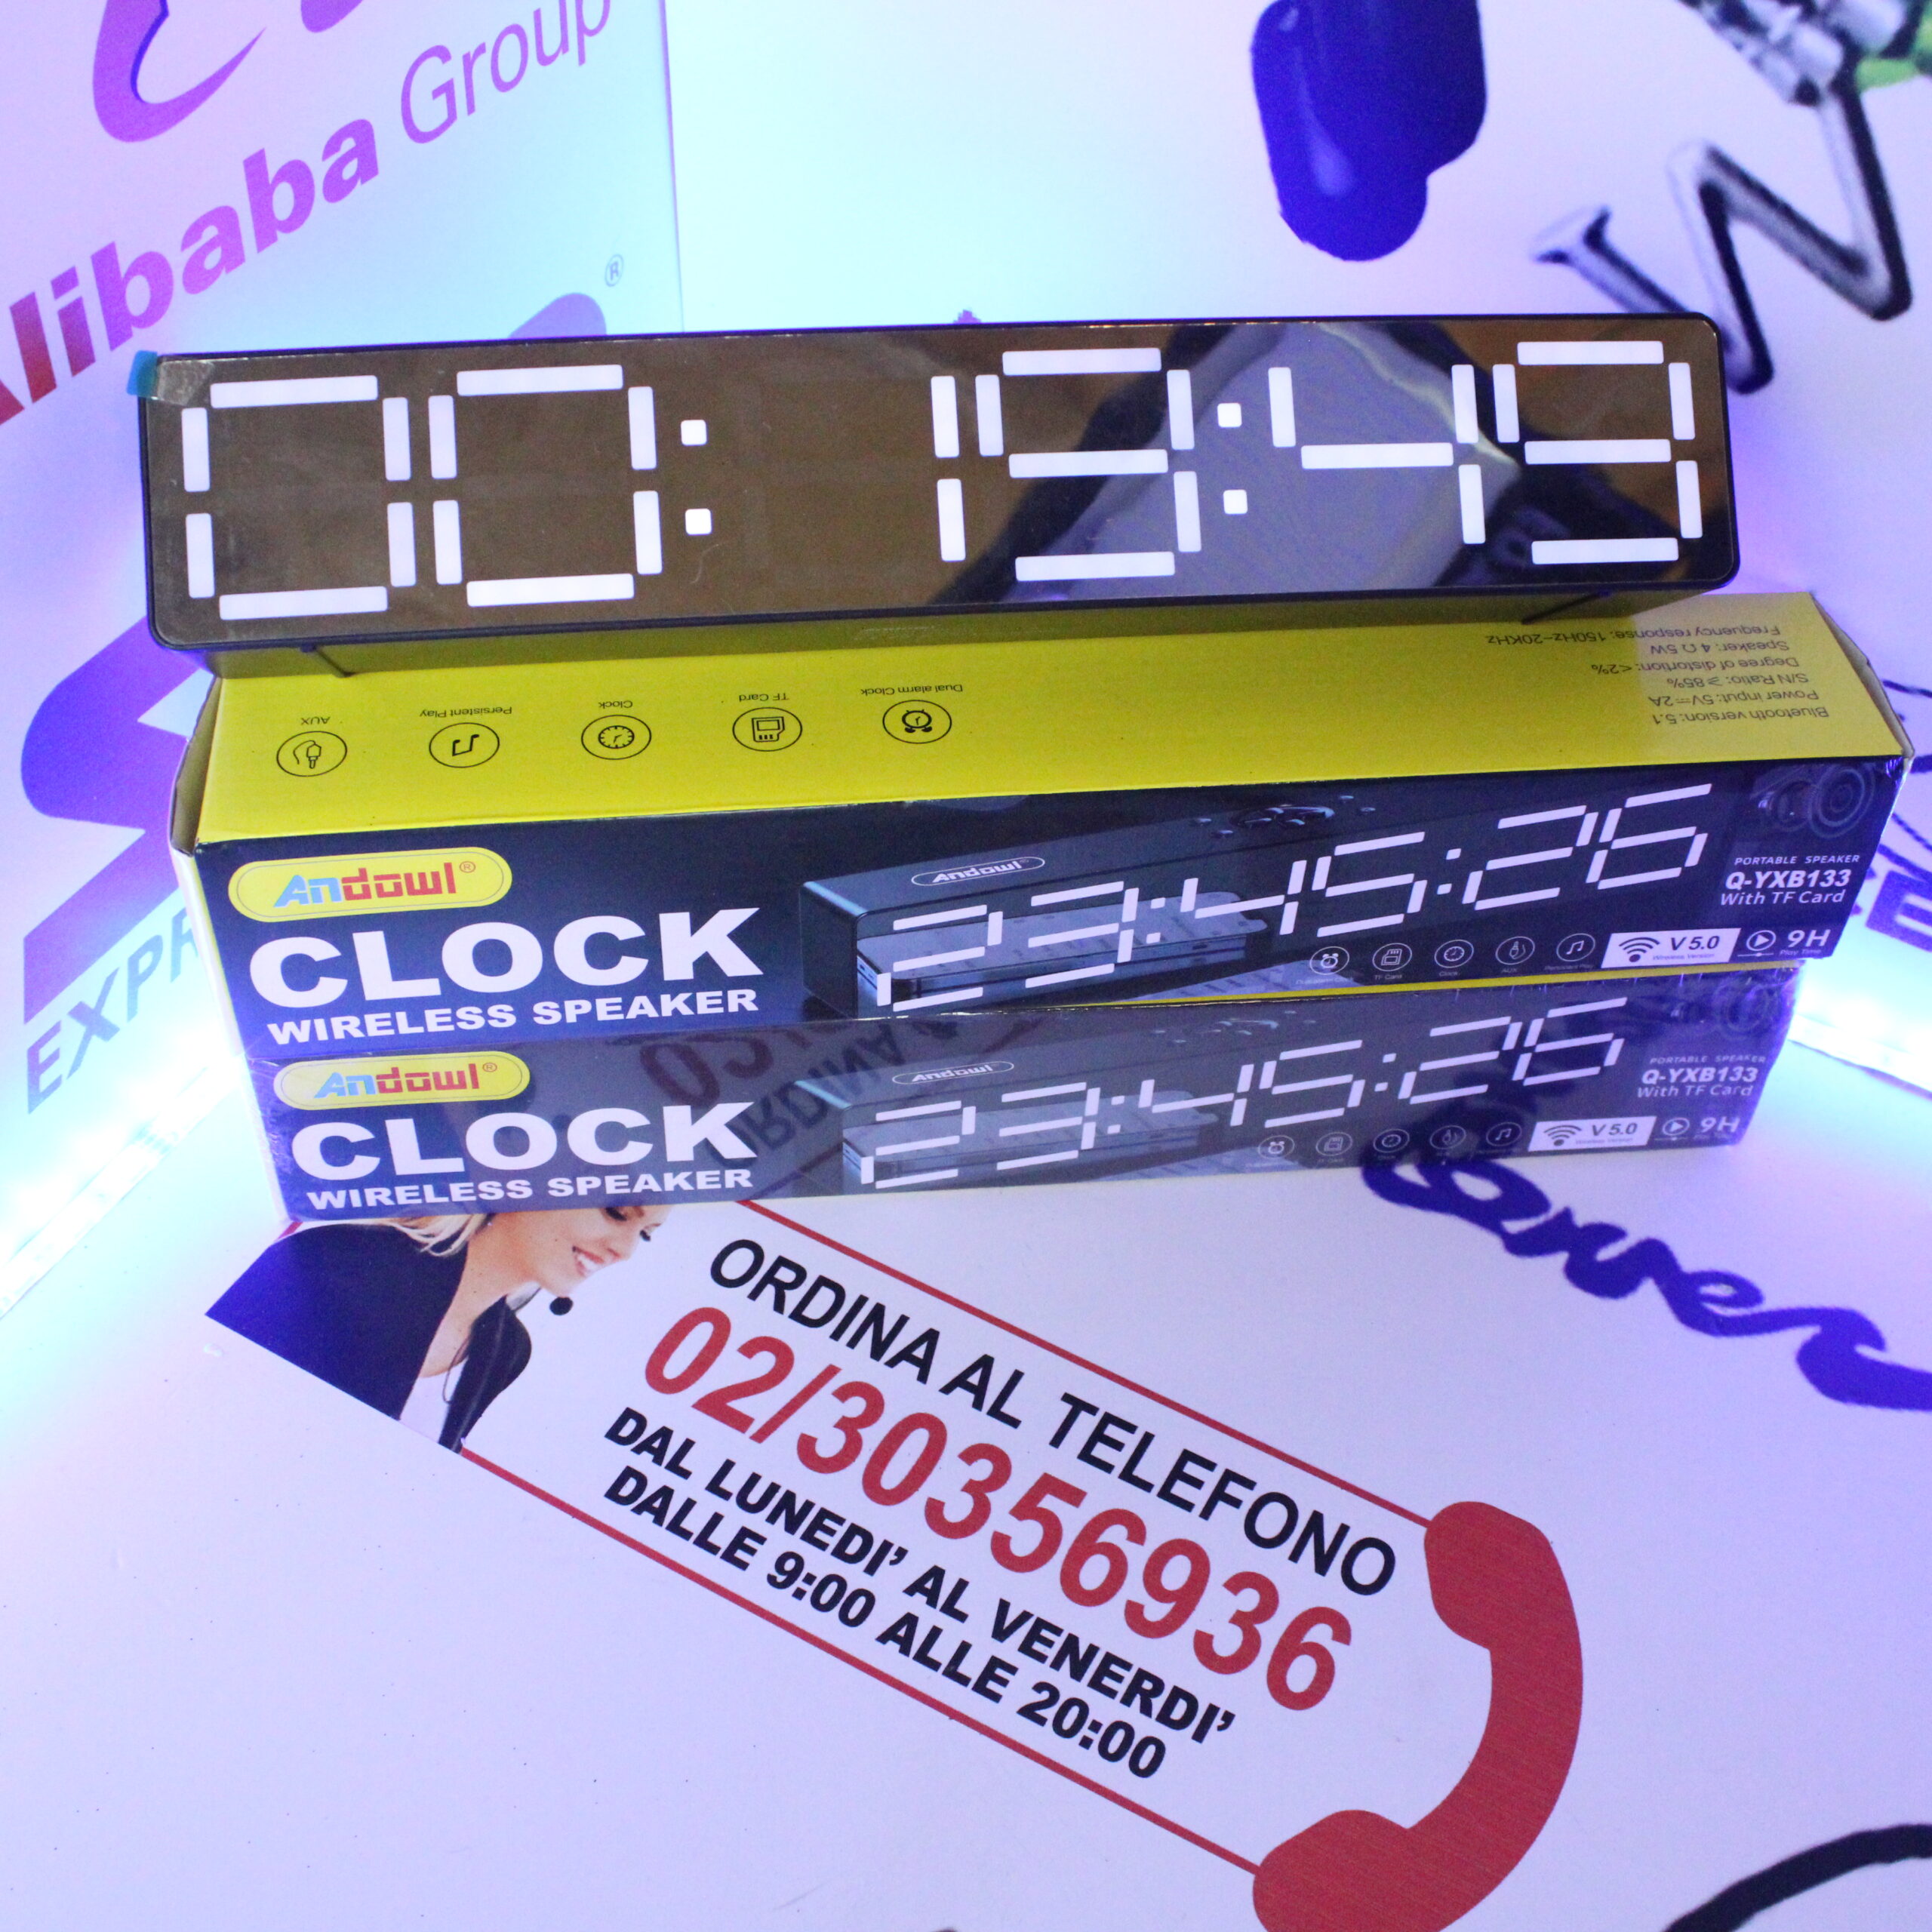 Alibaba Group
®
EXPR
00:19:49
Frequency response: 150Hz~20KHz
Speaker: 4Ω 5W
Degree of distortion: <2%
S/N Ratio: ≥85%
Power input: 5V⎓2A
Bluetooth version: 5.1
AUX
Persistent Play
Clock
TF Card
Dual alarm Clock
Andowl®
CLOCK
WIRELESS SPEAKER
Andowl
23:45:26
PORTABLE SPEAKER
Q-YXB133
With TF Card
V 5.0
9H
Andowl®
CLOCK
WIRELESS SPEAKER
Andowl
23:45:26
PORTABLE SPEAKER
Q-YXB133
With TF Card
V 5.0
9H
ORDINA AL TELEFONO
02/30356936
DAL LUNEDI' AL VENERDI'
DALLE 9:00 ALLE 20:00